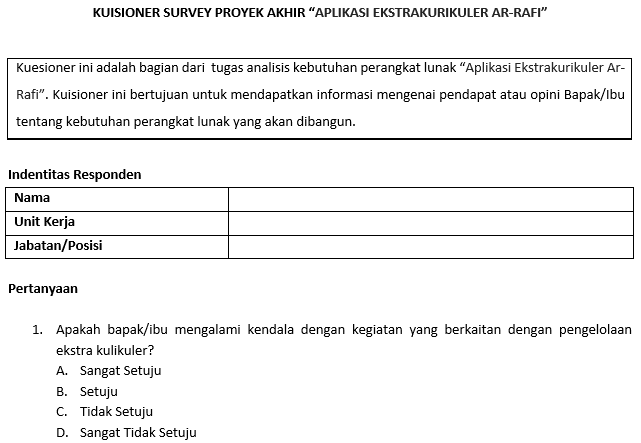 KUISIONER SURVEY PROYEK AKHIR “APLIKASI EKSTRAKURIKULER AR-RAFI”
Kuesioner ini adalah bagian dari tugas analisis kebutuhan perangkat lunak “Aplikasi Ekstrakurikuler Ar-
Rafi”. Kuisioner ini bertujuan untuk mendapatkan informasi mengenai pendapat atau opini Bapak/Ibu
tentang kebutuhan perangkat lunak yang akan dibangun.
Indentitas Responden
Nama
Unit Kerja
Jabatan/Posisi
Pertanyaan
1. Apakah bapak/ibu mengalami kendala dengan kegiatan yang berkaitan dengan pengelolaan
ekstra kulikuler?
A. Sangat Setuju
B. Setuju
C. Tidak Setuju
D. Sangat Tidak Setuju